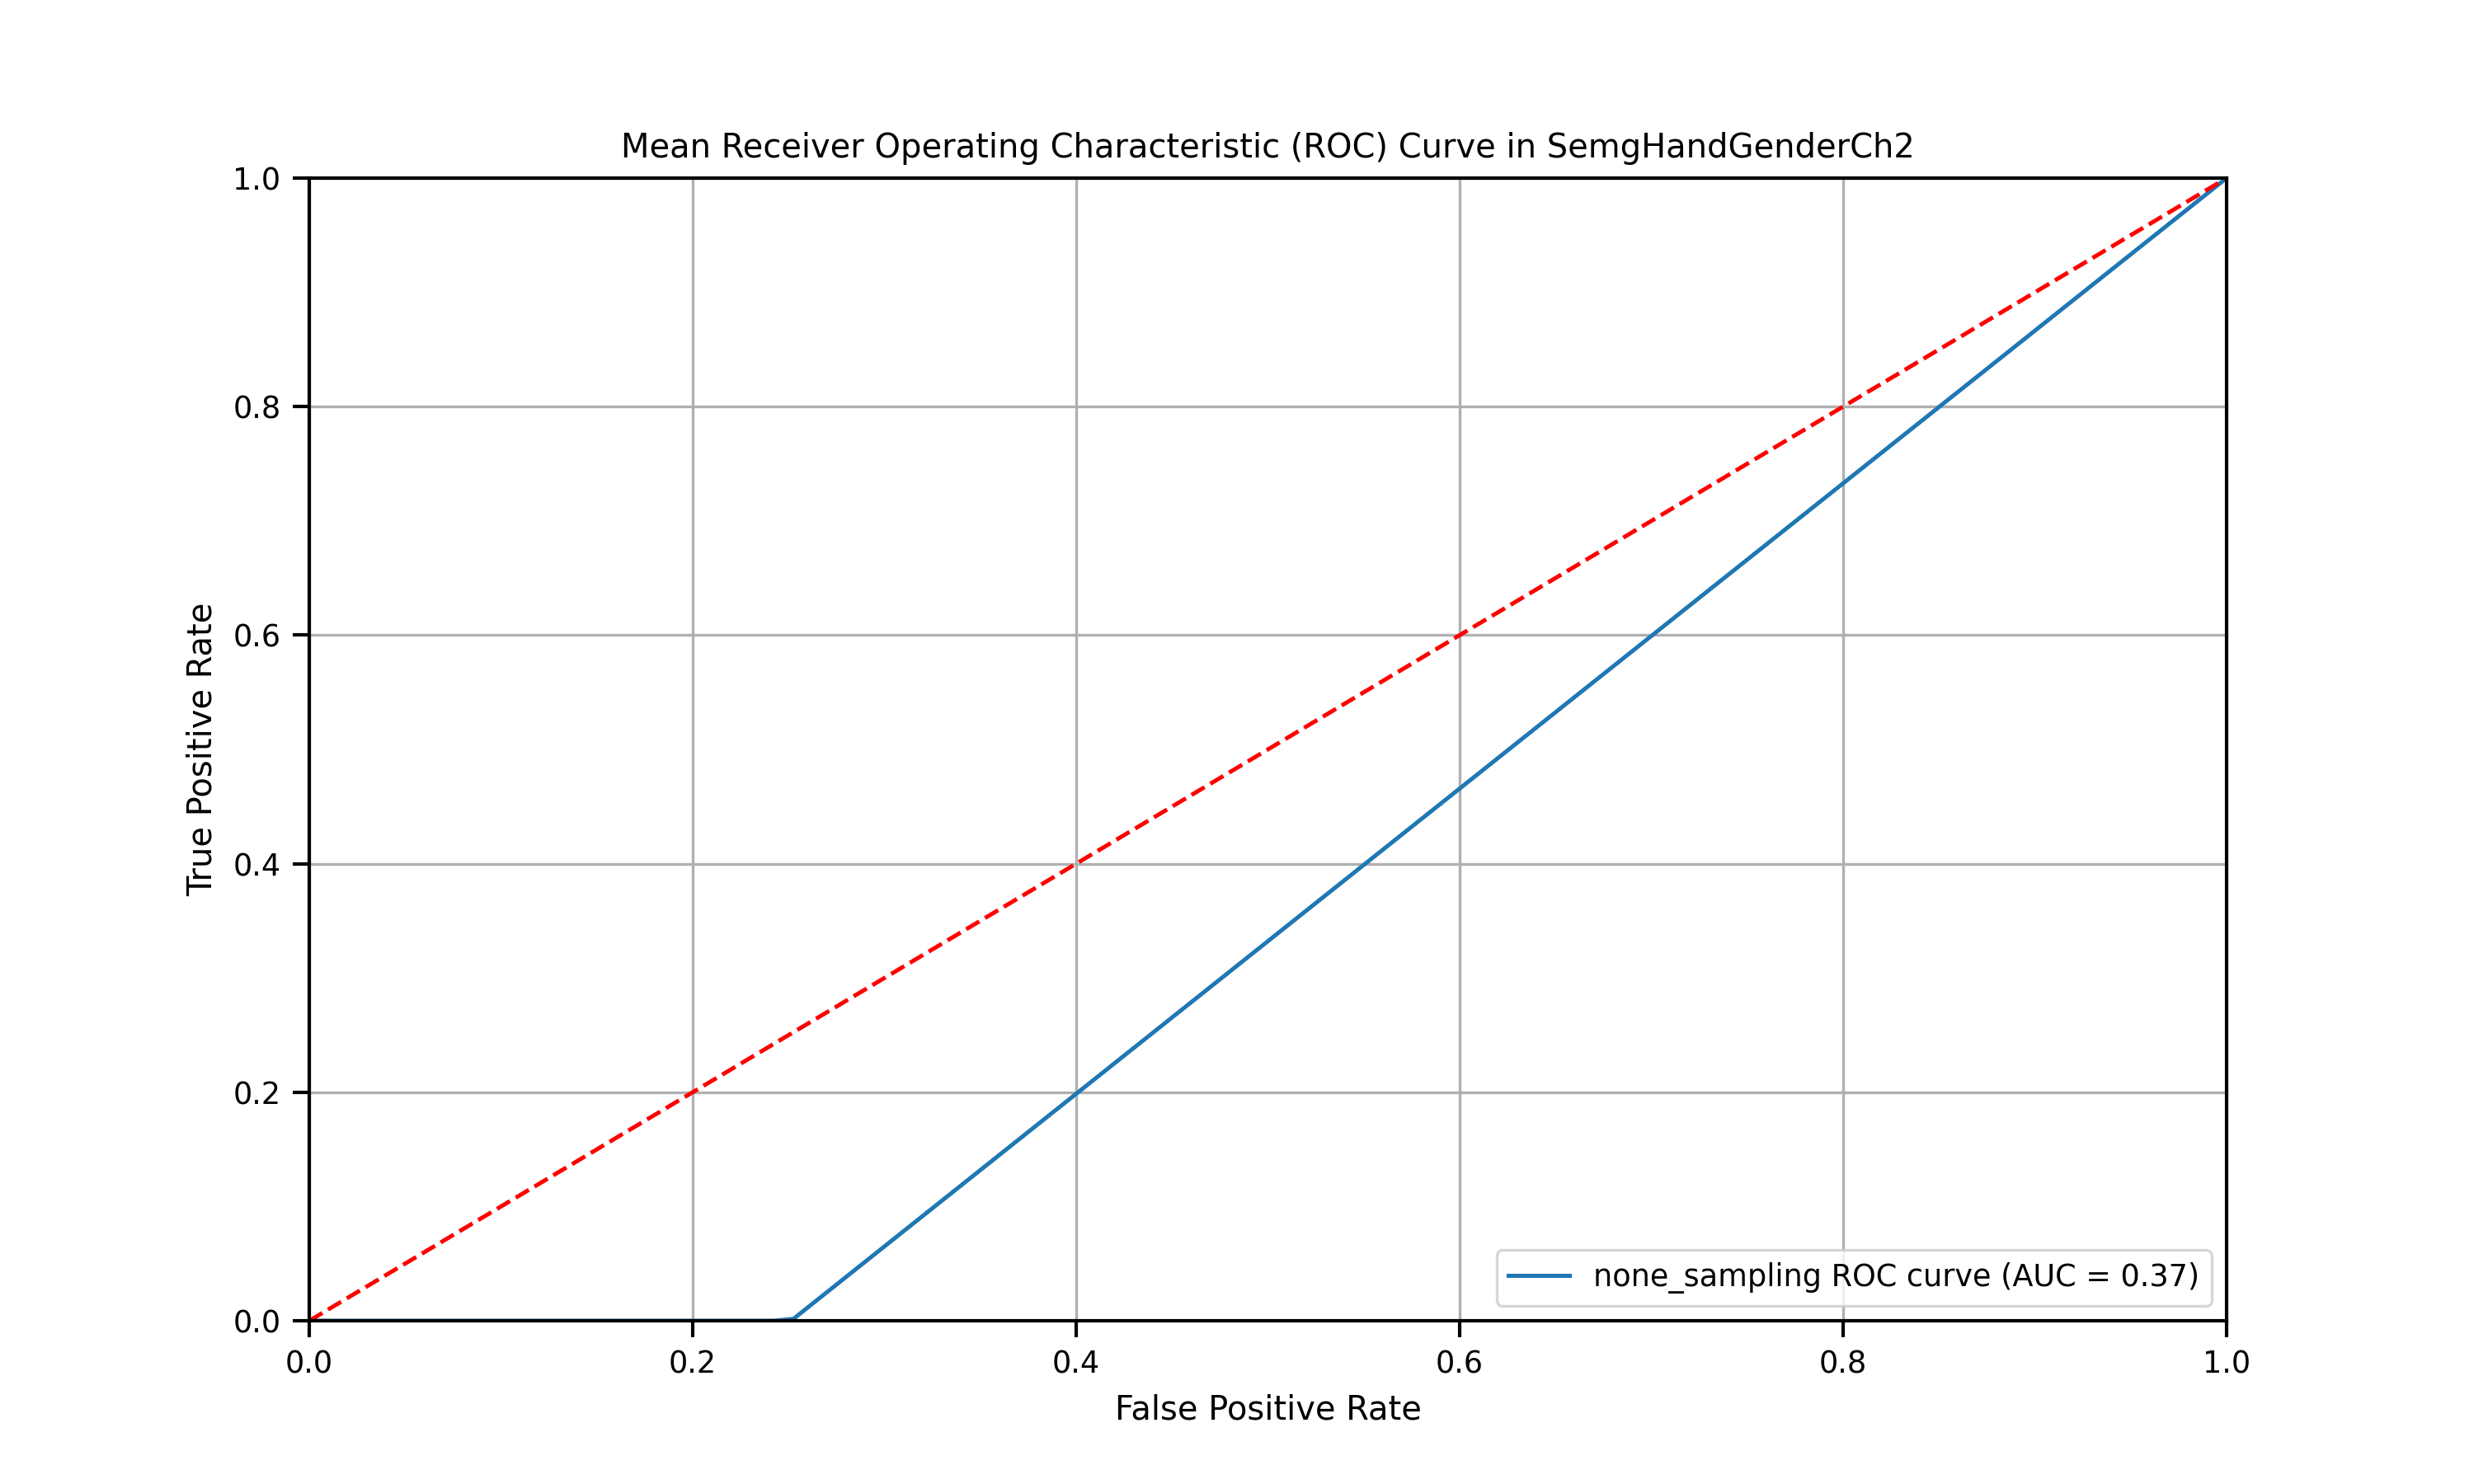 Mean Receiver Operating Characteristic (ROC) Curve in SemgHandGenderCh2
1.0
0.8
0.6
0.4
0.2
0.0
True Positive Rate
none_sampling ROC curve (AUC = 0.37)
0.0 0.2 0.4 0.6 0.8 1.0
False Positive Rate